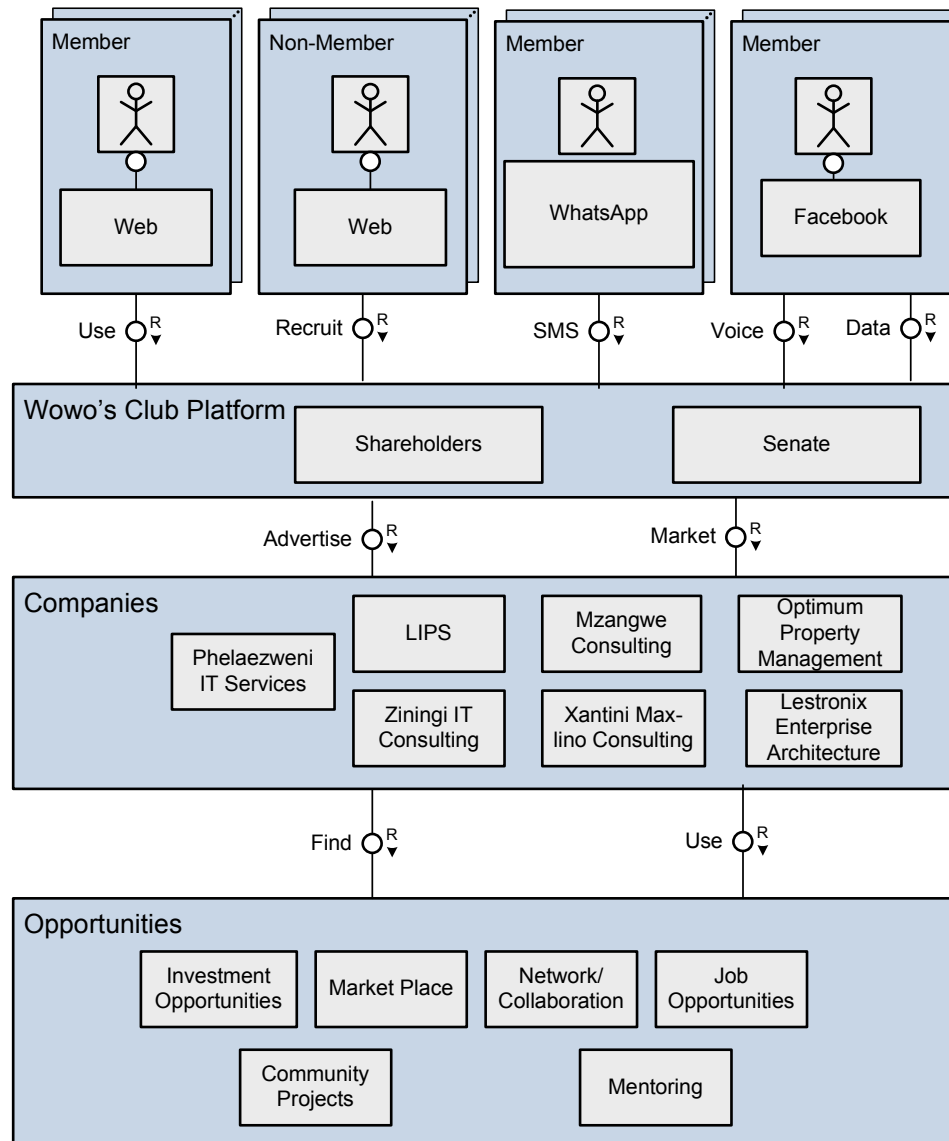 Member
Non-Member
Member
Member
Web
Web
WhatsApp
Facebook
Use
R
Recruit
R
SMS
R
Voice
R
Data
R
Wowo's Club Platform
Shareholders
Senate
Advertise
R
Market
R
Companies
Phelaezweni
IT Services
LIPS
Mzangwe
Consulting
Optimum
Property
Management
Ziningi IT
Consulting
Xantini Max-
lino Consulting
Lestronix
Enterprise
Architecture
Find
R
Use
R
Opportunities
Investment
Opportunities
Market Place
Network/
Collaboration
Job
Opportunities
Community
Projects
Mentoring